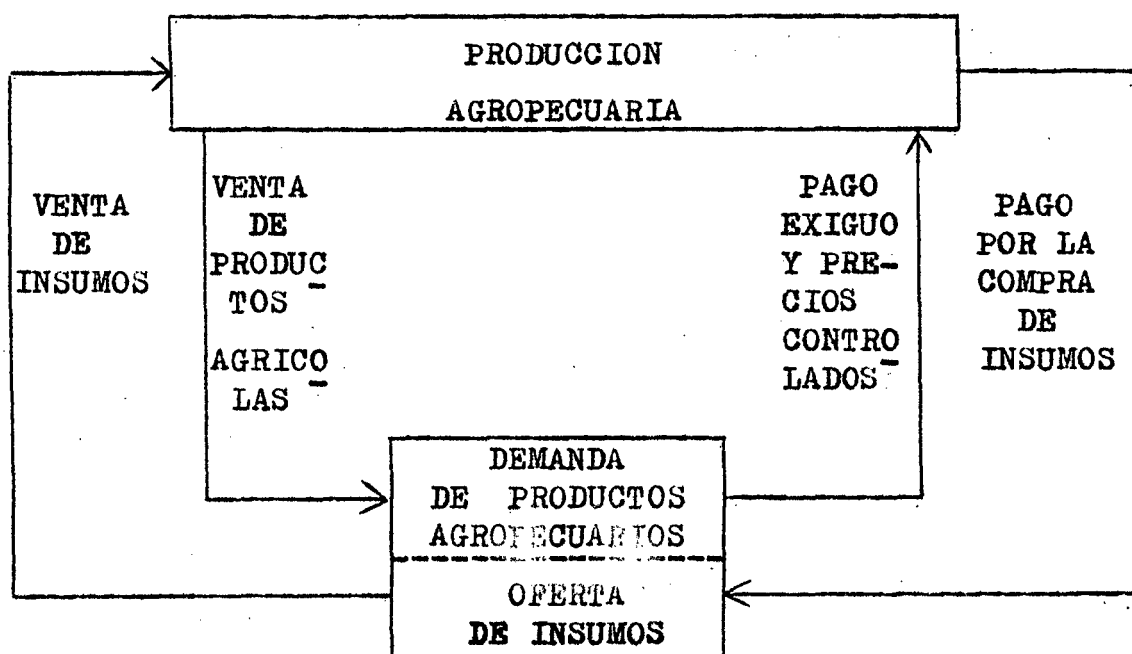 PRODUCCION
AGROPECUARIA
VENTA
DE
INSUMOS
VENTA
DE
PRODUC
TOS
AGRICO
LAS
PAGO
EXIGUO
Y PRE-
CIOS
CONTRO
LADOS
PAGO
POR LA
COMPRA
DE
INSUMOS
DEMANDA
DE PRODUCTOS
AGROPECUARIOS
OFERTA
DE INSUMOS